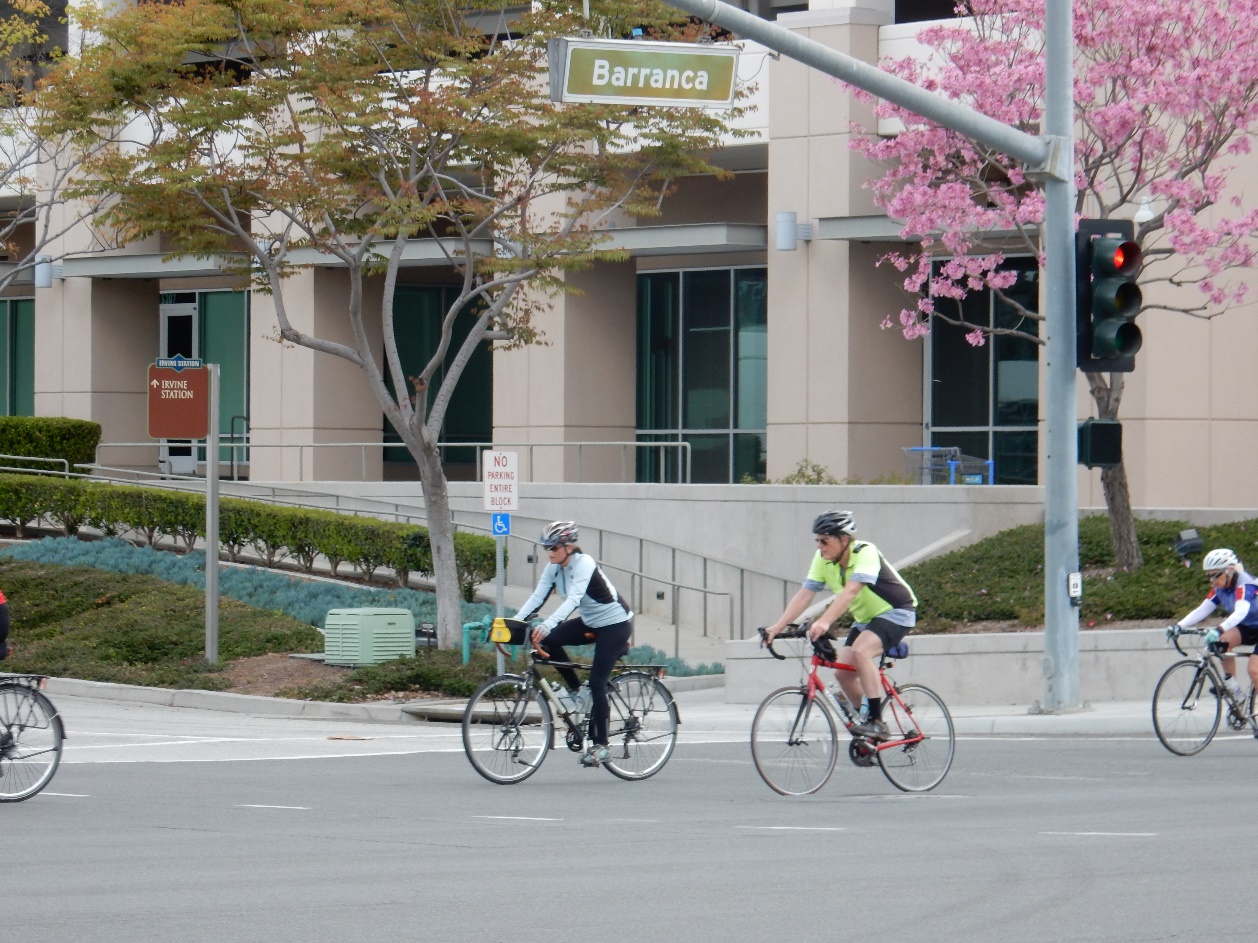 Barranca
IRVINE STATION
IRVINE
STATION
NO
PARKING
ENTIRE
BLOCK